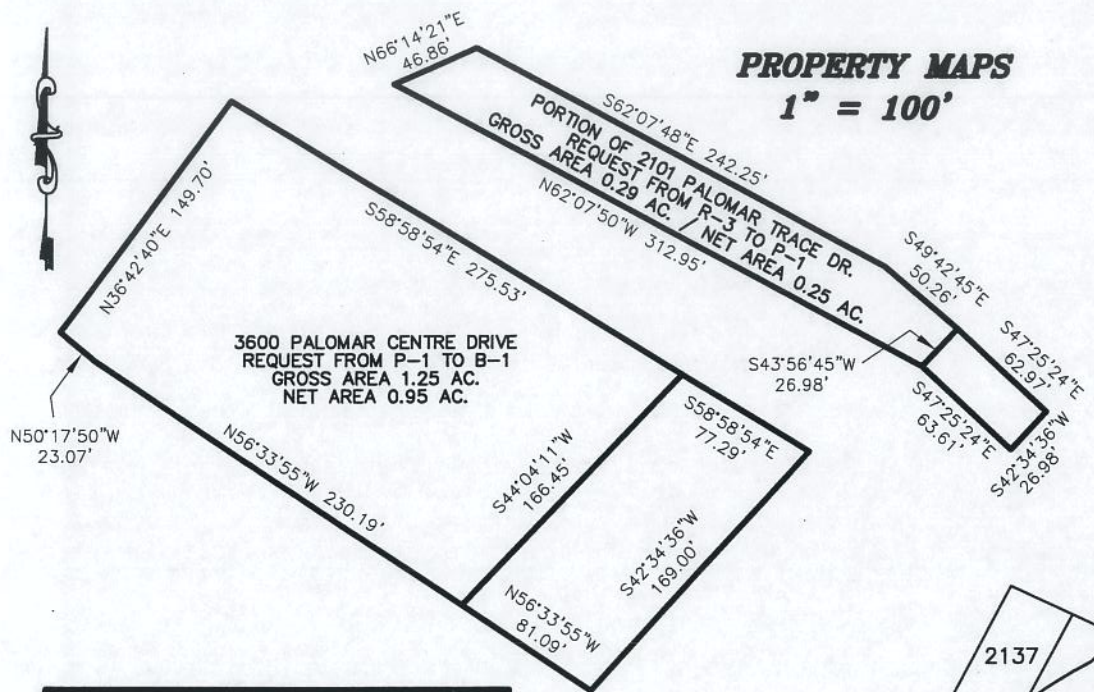 PROPERTY MAPS
1" = 100'
N66°14'21"E
46.86'
S62°07'48"E 242.25'
PORTION OF 2101 PALOMAR TRACE DR.
REQUEST FROM R-3 TO P-1
GROSS AREA 0.29 AC. / NET AREA 0.25 AC.
N62°07'50"W 312.95'
S49°42'45"E
50.26'
S47°25'24"E
62.97'
S43°56'45"W
26.98'
S47°25'24"E
63.61'
S42°34'36"W
26.98'
N36°42'40"E 149.70'
S58°58'54"E 275.53'
3600 PALOMAR CENTRE DRIVE
REQUEST FROM P-1 TO B-1
GROSS AREA 1.25 AC.
NET AREA 0.95 AC.
N50°17'50"W
23.07'
N56°33'55"W 230.19'
S44°04'11"W
166.45'
S58°58'54"E
77.29'
S42°34'36"W
169.00'
N56°33'55"W
81.09'
2137